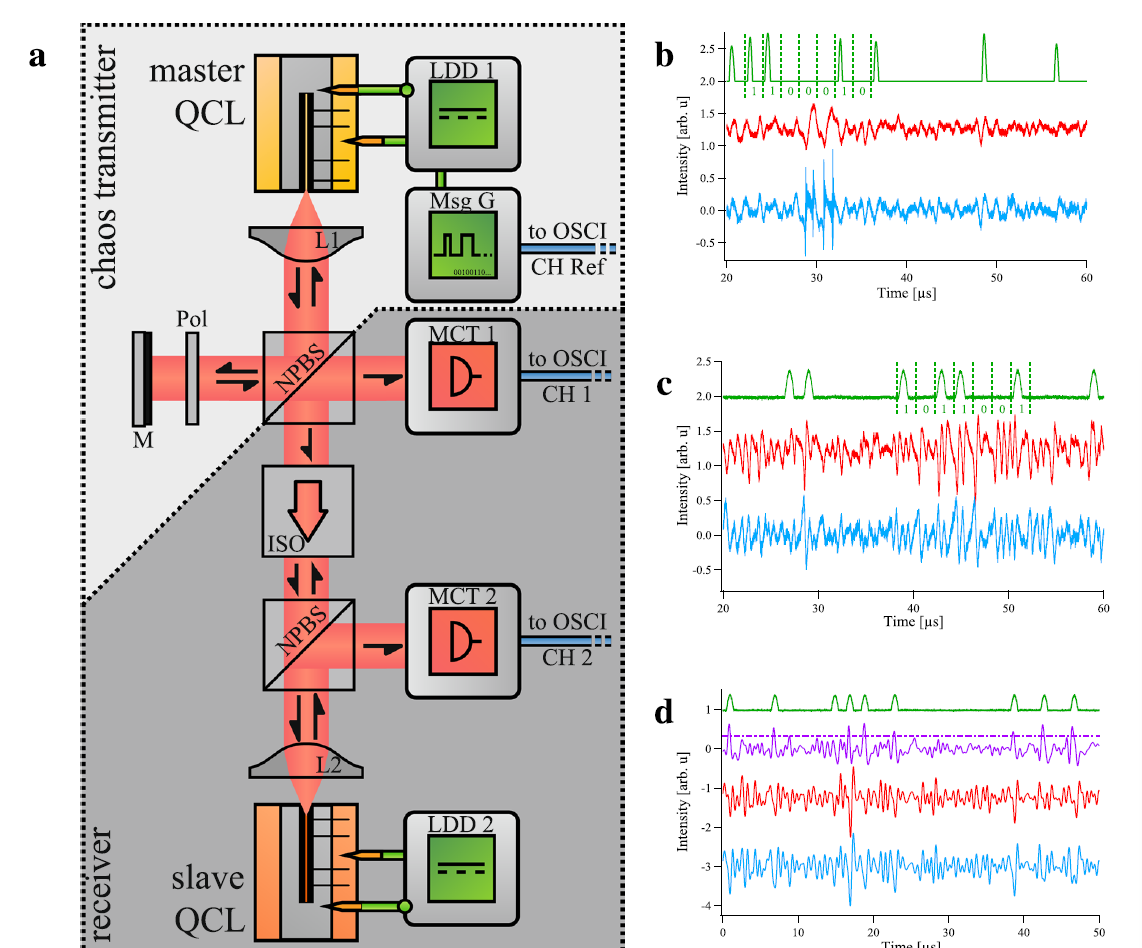 a
chaos transmitter
master
QCL
LDD 1
Msg G
00100110...
to OSCI
CH Ref
L1
Pol
M
NPBS
MCT 1
to OSCI
CH 1
ISO
NPBS
MCT 2
to OSCI
CH 2
L2
receiver
slave
QCL
LDD 2
b
Intensity [arb. u]
2.5
2.0
1.5
1.0
0.5
0.0
-0.5
1 1 0 0 0 1 0
20 30 40 50 60
Time [µs]
c
Intensity [arb. u]
2.5
2.0
1.5
1.0
0.5
0.0
-0.5
1 0 1 1 0 0 1
20 30 40 50 60
Time [µs]
d
Intensity [arb. u]
1
0
-1
-2
-3
-4
0 10 20 30 40 50
Time [µs]